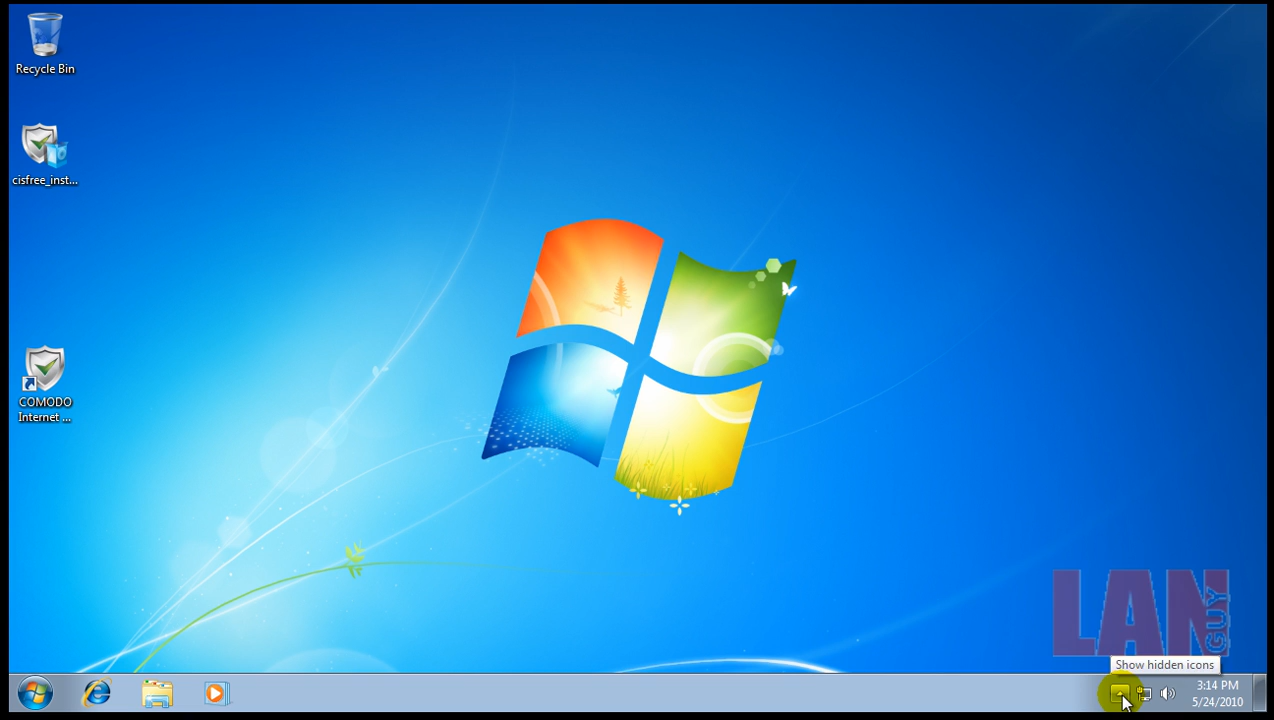 Recycle Bin
cisfree_inst...
COMODO
Internet ...
LAN
GUY
Show hidden icons
3:14 PM
5/24/2010